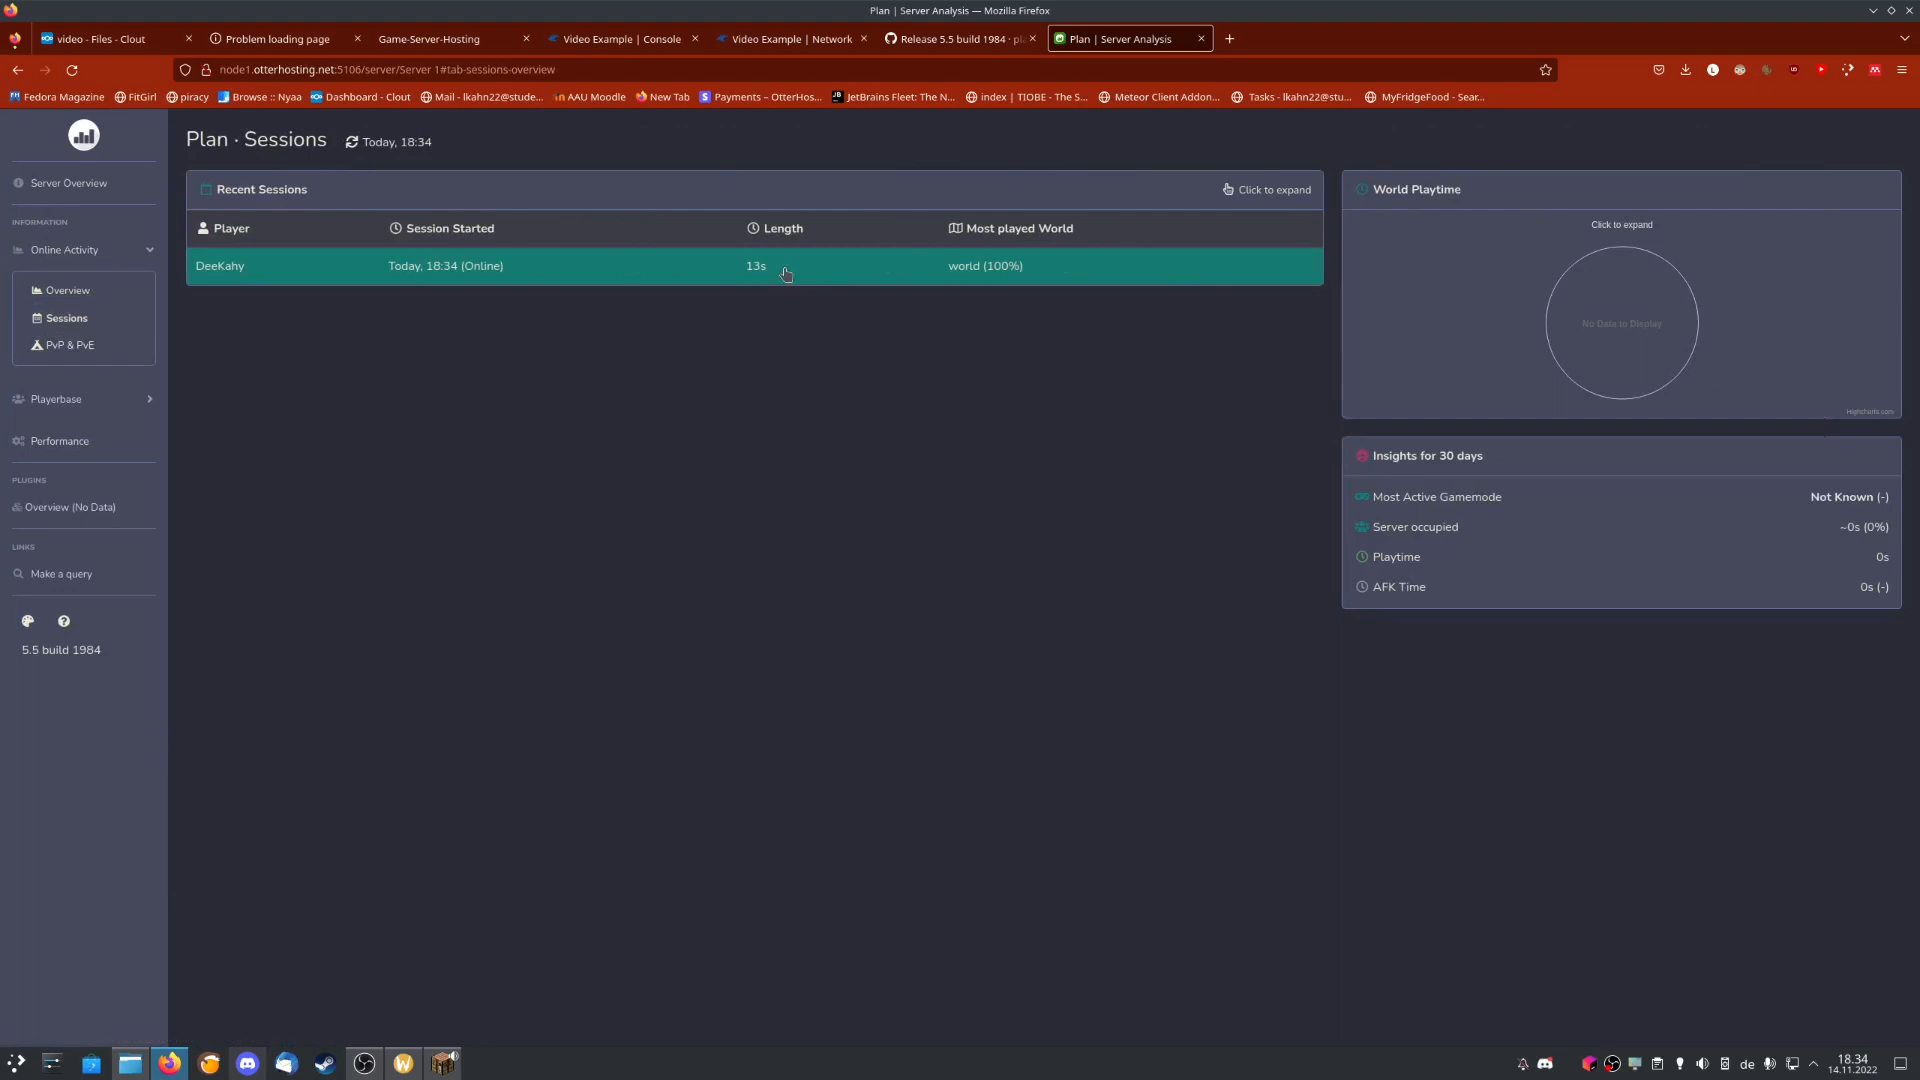 Plan | Server Analysis — Mozilla Firefox
video - Files - Clout
Problem loading page
Game-Server-Hosting
Video Example | Console
Video Example | Network
Release 5.5 build 1984 · pl
Plan | Server Analysis
node1.otterhosting.net:5106/server/Server 1#tab-sessions-overview
Fedora Magazine
FitGirl
piracy
Browse :: Nyaa
Dashboard - Clout
Mail - lkahn22@stude...
AAU Moodle
New Tab
Payments – OtterHos...
JetBrains Fleet: The N...
index | TIOBE - The S...
Meteor Client Addon...
Tasks - lkahn22@stu...
MyFridgeFood - Sear...
Server Overview
INFORMATION
Online Activity
Overview
Sessions
PvP & PvE
Playerbase
Performance
PLUGINS
Overview (No Data)
LINKS
Make a query
5.5 build 1984
Plan · Sessions
Today, 18:34
Recent Sessions
Click to expand
Player
Session Started
Length
Most played World
DeeKahy
Today, 18:34 (Online)
13s
world (100%)
World Playtime
Click to expand
No Data to Display
Highcharts.com
Insights for 30 days
Most Active Gamemode
Not Known (-)
Server occupied
~0s (0%)
Playtime
0s
AFK Time
0s (-)
de
18.34
14.11.2022